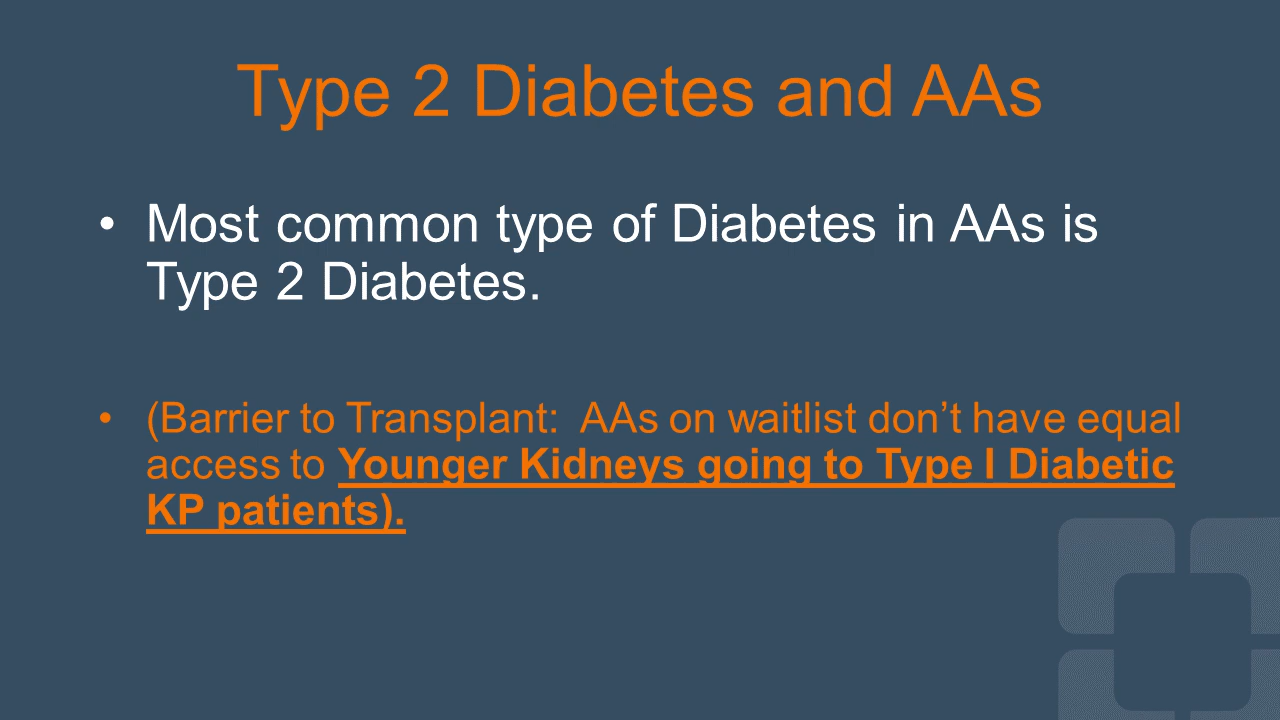 Type 2 Diabetes and AAs
• Most common type of Diabetes in AAs is
Type 2 Diabetes.
• (Barrier to Transplant:  AAs on waitlist don’t have equal
access to Younger Kidneys going to Type I Diabetic
KP patients).